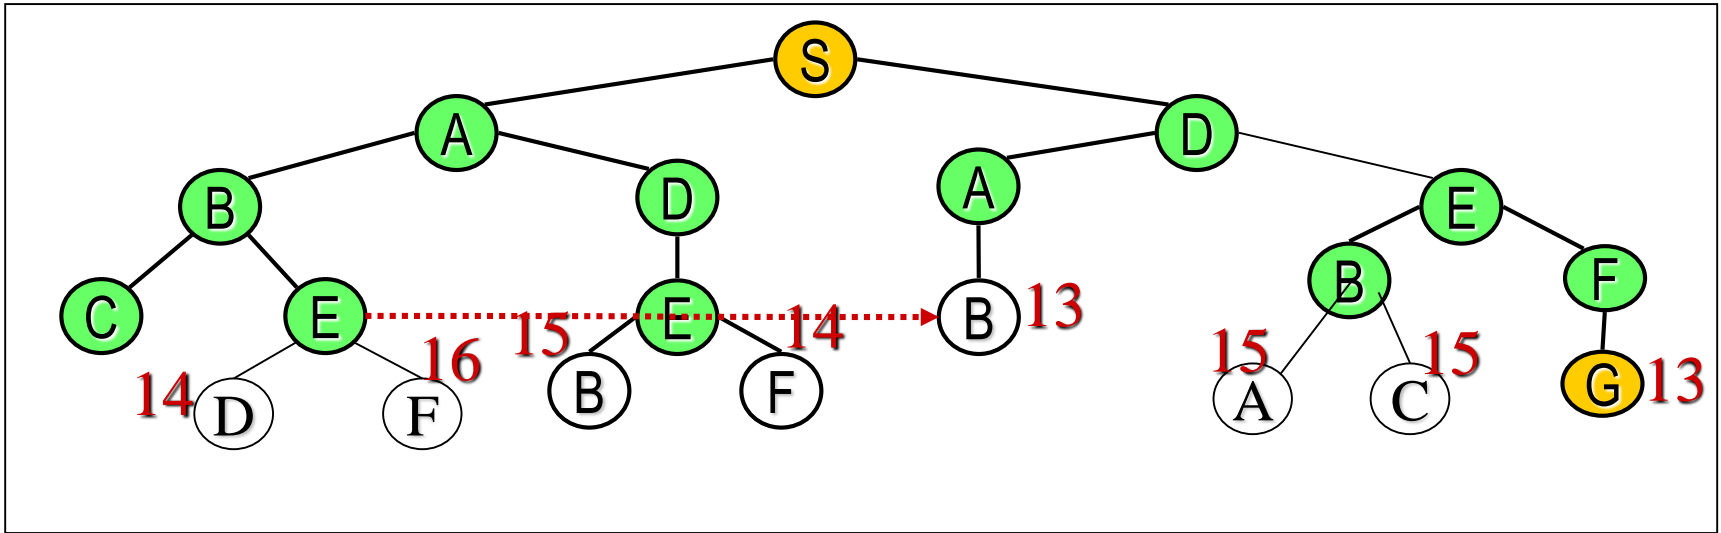 S
A D
B D A E
C E E B B F
13
15 14
14 16 15 15
D F B F A C G 13